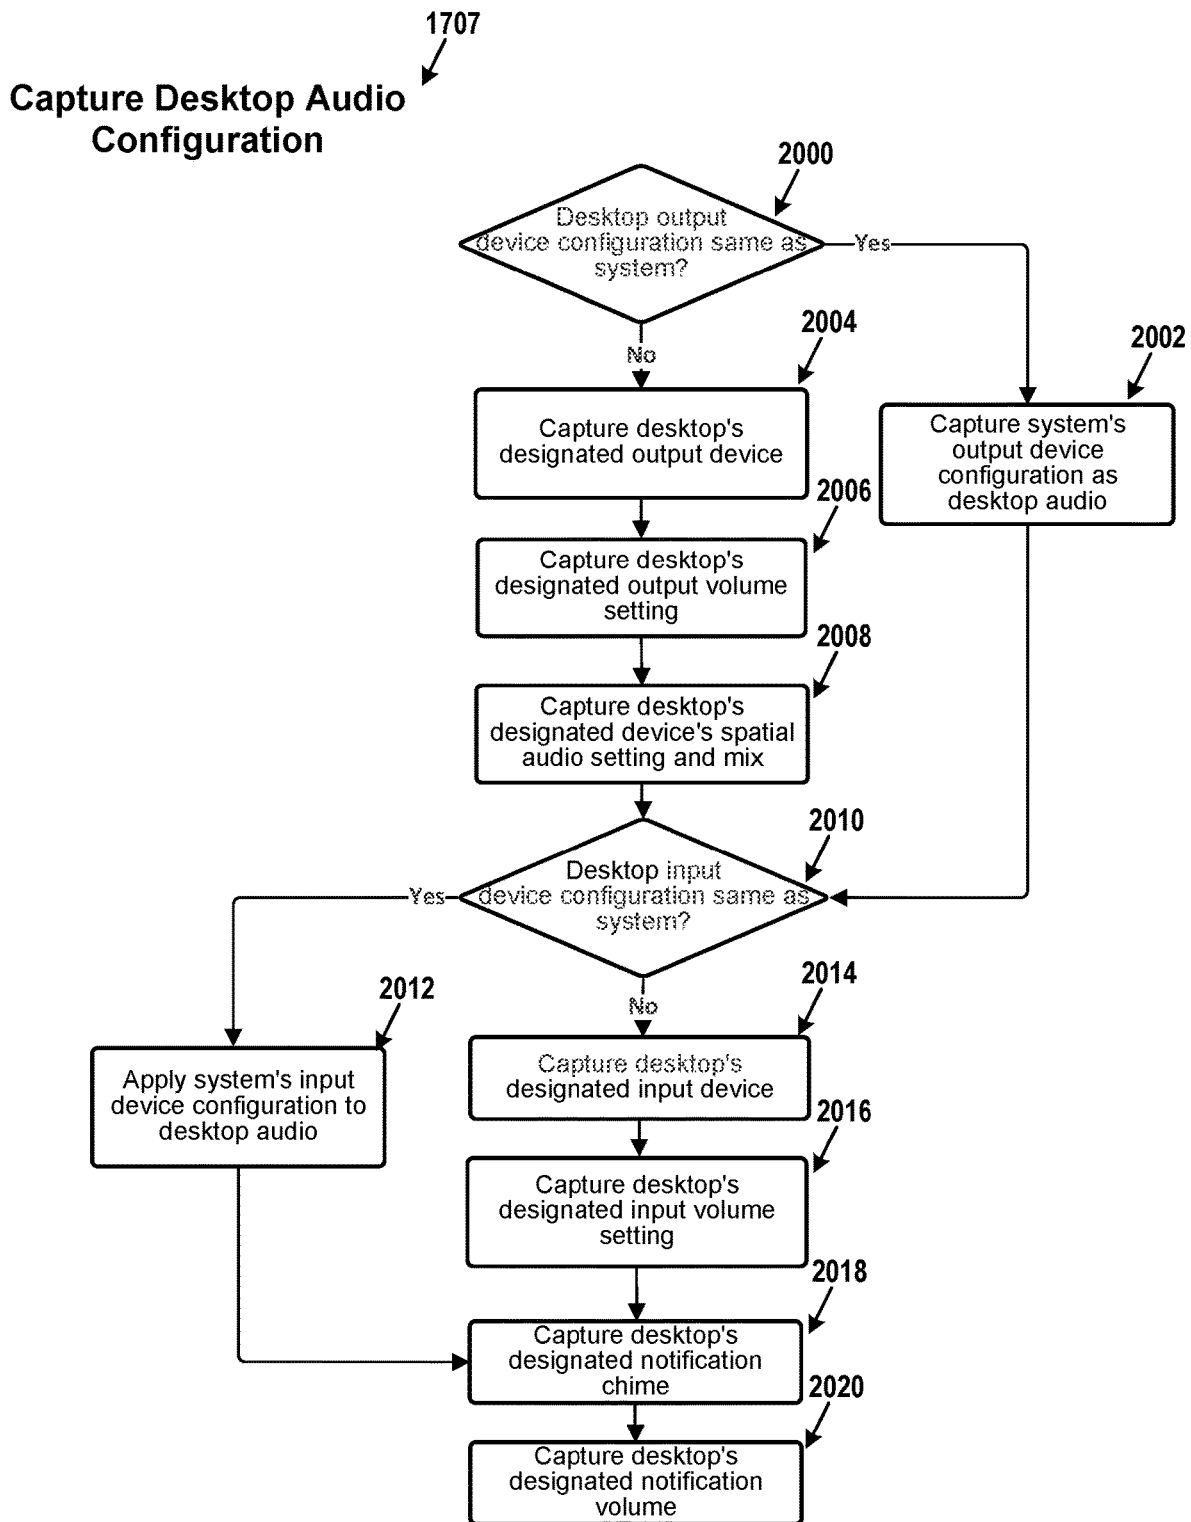 1707
Capture Desktop Audio
Configuration
2000
Desktop output
device configuration same as
system?
Yes
No
2004
Capture desktop's
designated output device
2002
Capture system's
output device
configuration as
desktop audio
2006
Capture desktop's
designated output volume
setting
2008
Capture desktop's
designated device's spatial
audio setting and mix
2010
Desktop input
device configuration same as
system?
Yes
No
2012
Apply system's input
device configuration to
desktop audio
2014
Capture desktop's
designated input device
2016
Capture desktop's
designated input volume
setting
2018
Capture desktop's
designated notification
chime
2020
Capture desktop's
designated notification
volume